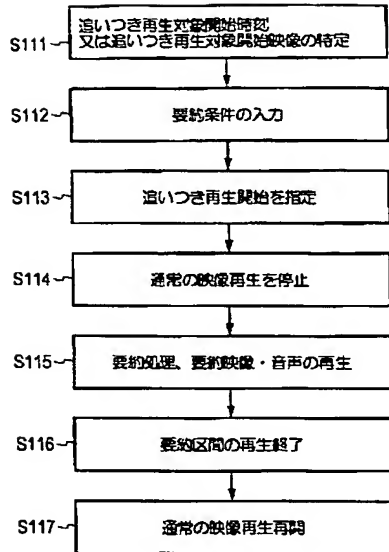 S111
追いつき再生対象開始時刻
又は追いつき再生対象開始映像の特定
S112
要約条件の入力
S113
追いつき再生開始を指定
S114
通常の映像再生を停止
S115
要約処理、要約映像・音声の再生
S116
要約区間の再生終了
S117
通常の映像再生再開